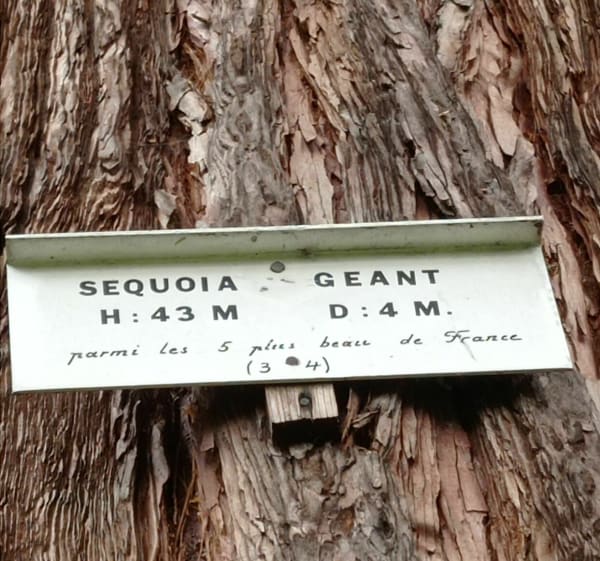 SEQUOIA GEANT
H : 43 M D : 4 M.
parmi les 5 plus beau de France
(3 4)